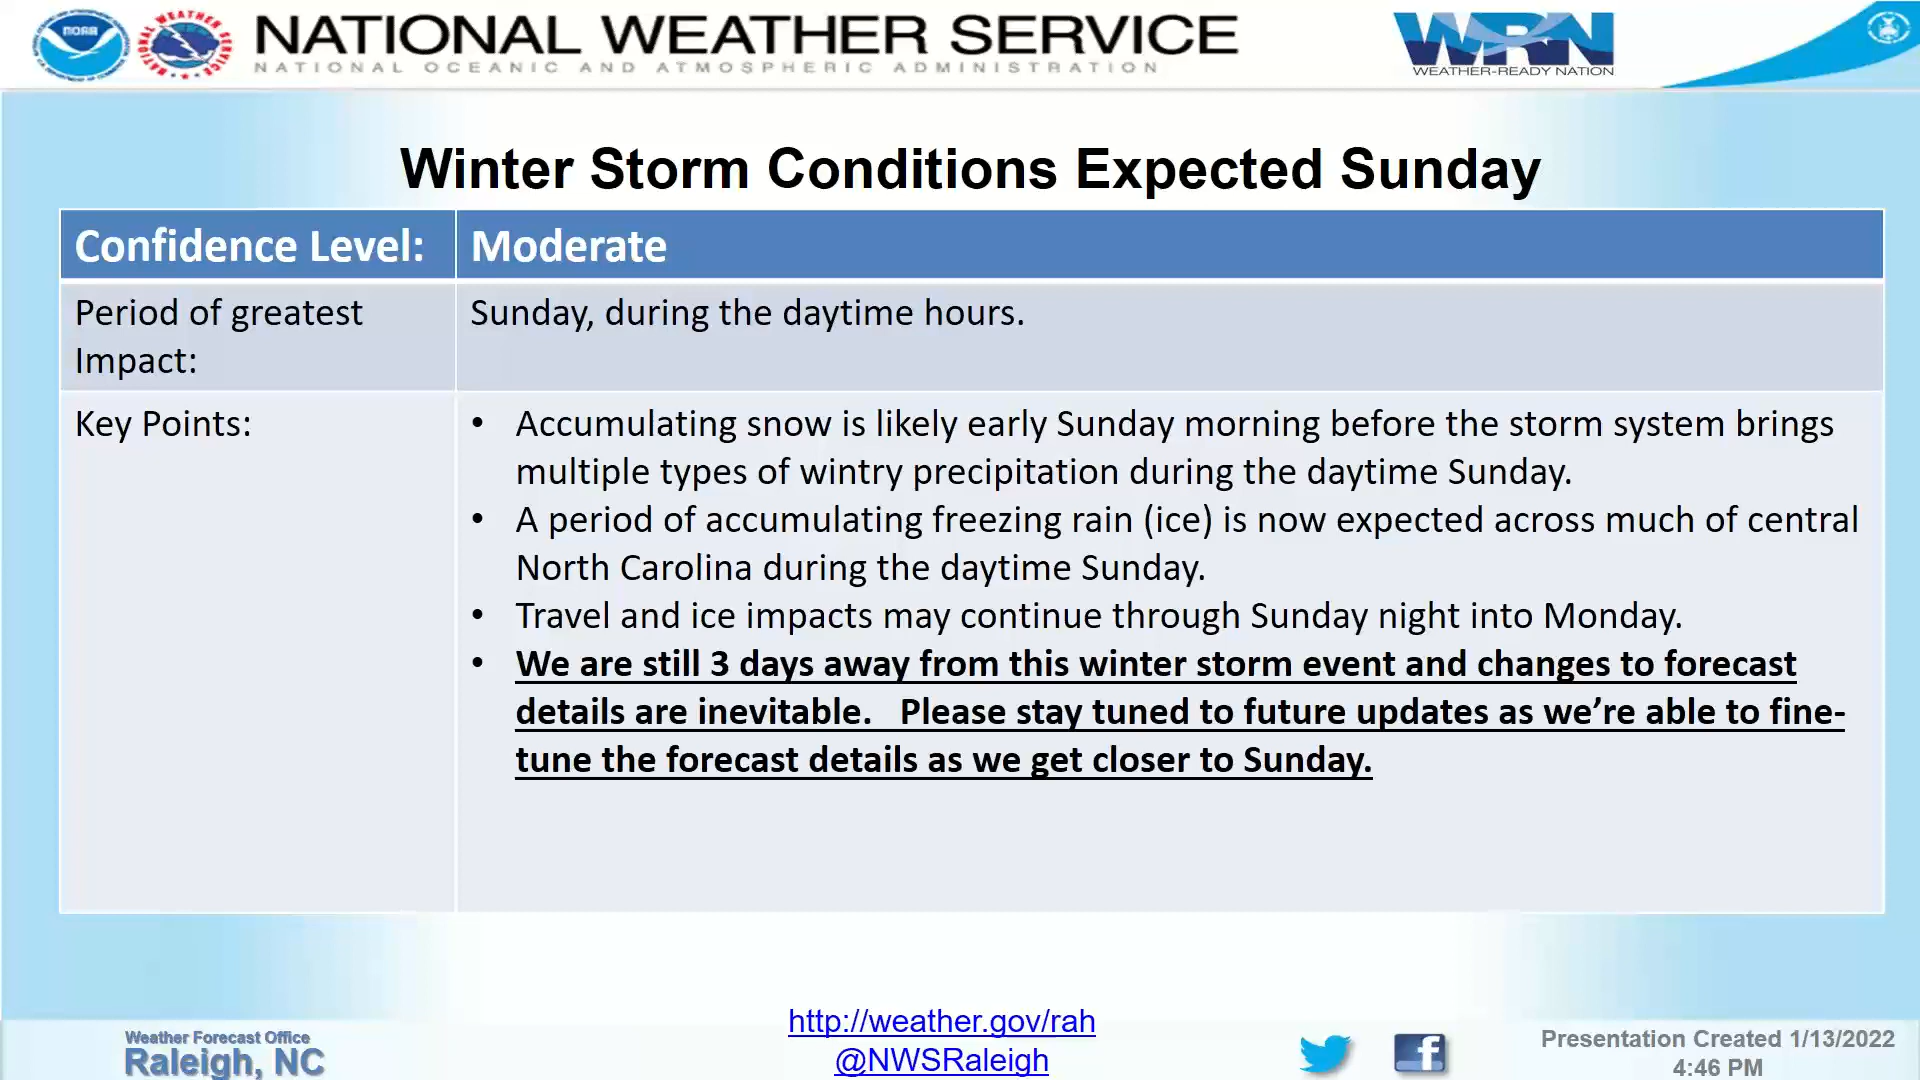 NOAA
NATIONAL WEATHER SERVICE
NATIONAL OCEANIC AND ATMOSPHERIC ADMINISTRATION
WRN
WEATHER-READY NATION
Winter Storm Conditions Expected Sunday
Confidence Level: Moderate
Period of greatest Sunday, during the daytime hours.
Impact:
Key Points: • Accumulating snow is likely early Sunday morning before the storm system brings
multiple types of wintry precipitation during the daytime Sunday.
• A period of accumulating freezing rain (ice) is now expected across much of central
North Carolina during the daytime Sunday.
• Travel and ice impacts may continue through Sunday night into Monday.
• We are still 3 days away from this winter storm event and changes to forecast
details are inevitable.   Please stay tuned to future updates as we’re able to fine-
tune the forecast details as we get closer to Sunday.
Weather Forecast Office
Raleigh, NC
http://weather.gov/rah
@NWSRaleigh
f
Presentation Created 1/13/2022
4:46 PM